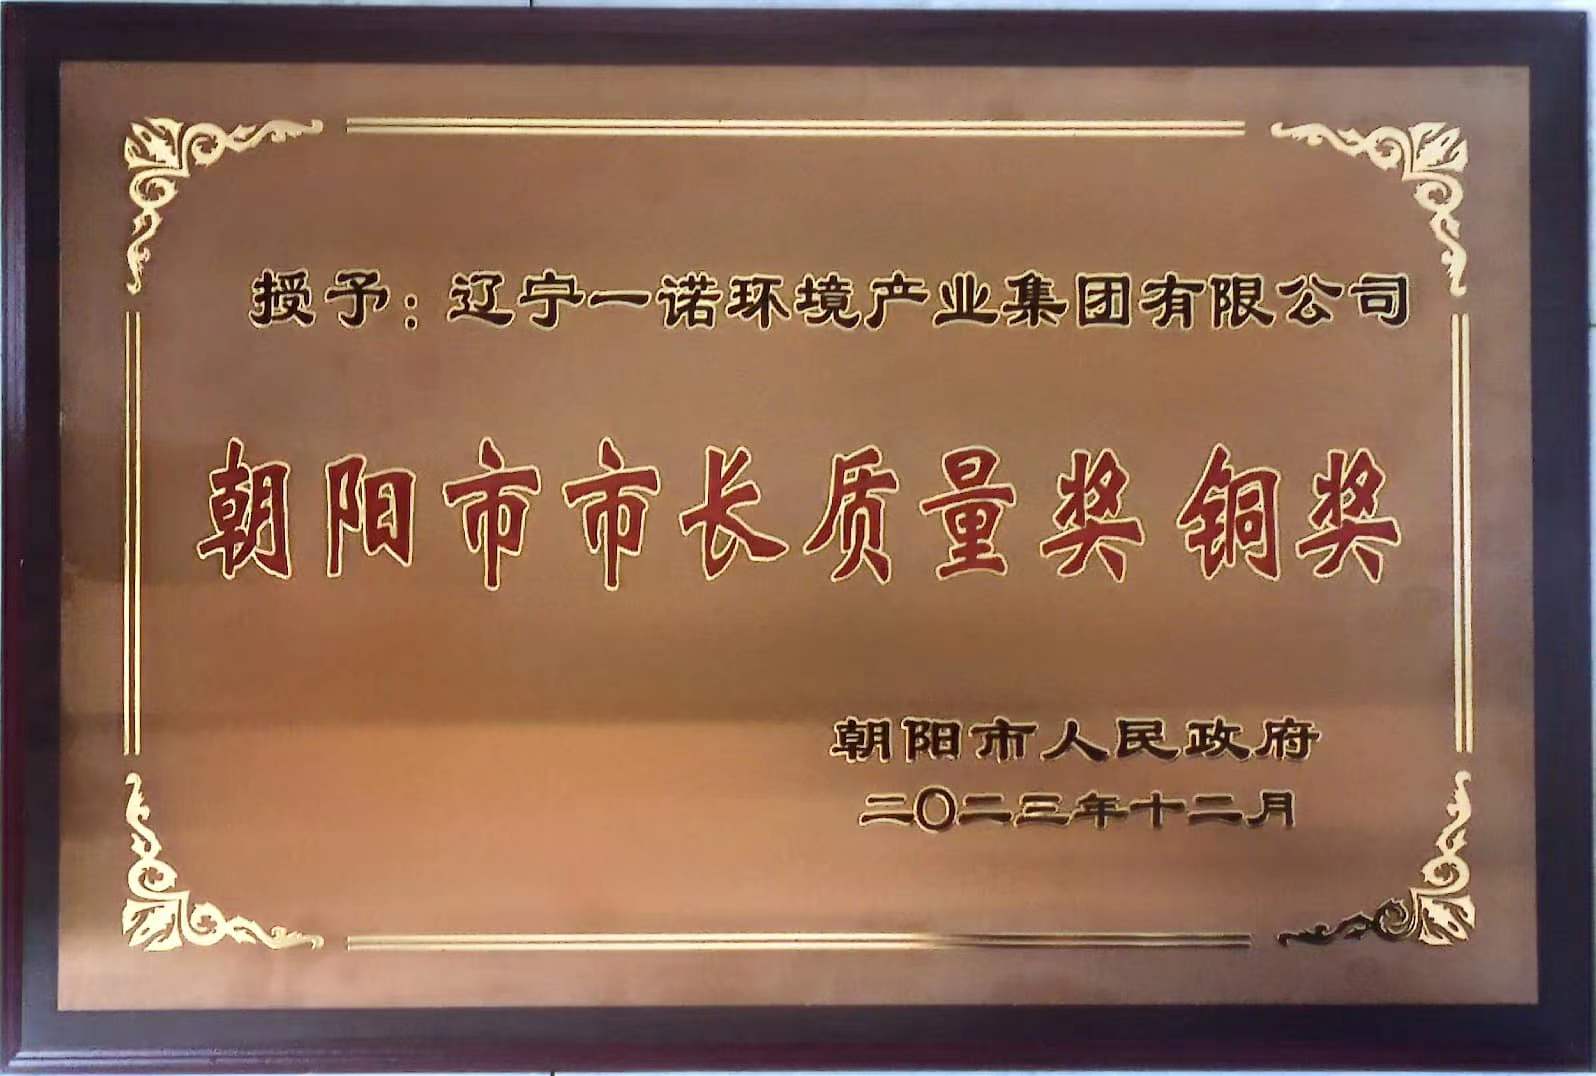 授予：辽宁一诺环境产业集团有限公司
朝阳市市长质量奖 铜奖
朝阳市人民政府
二〇二三年十二月